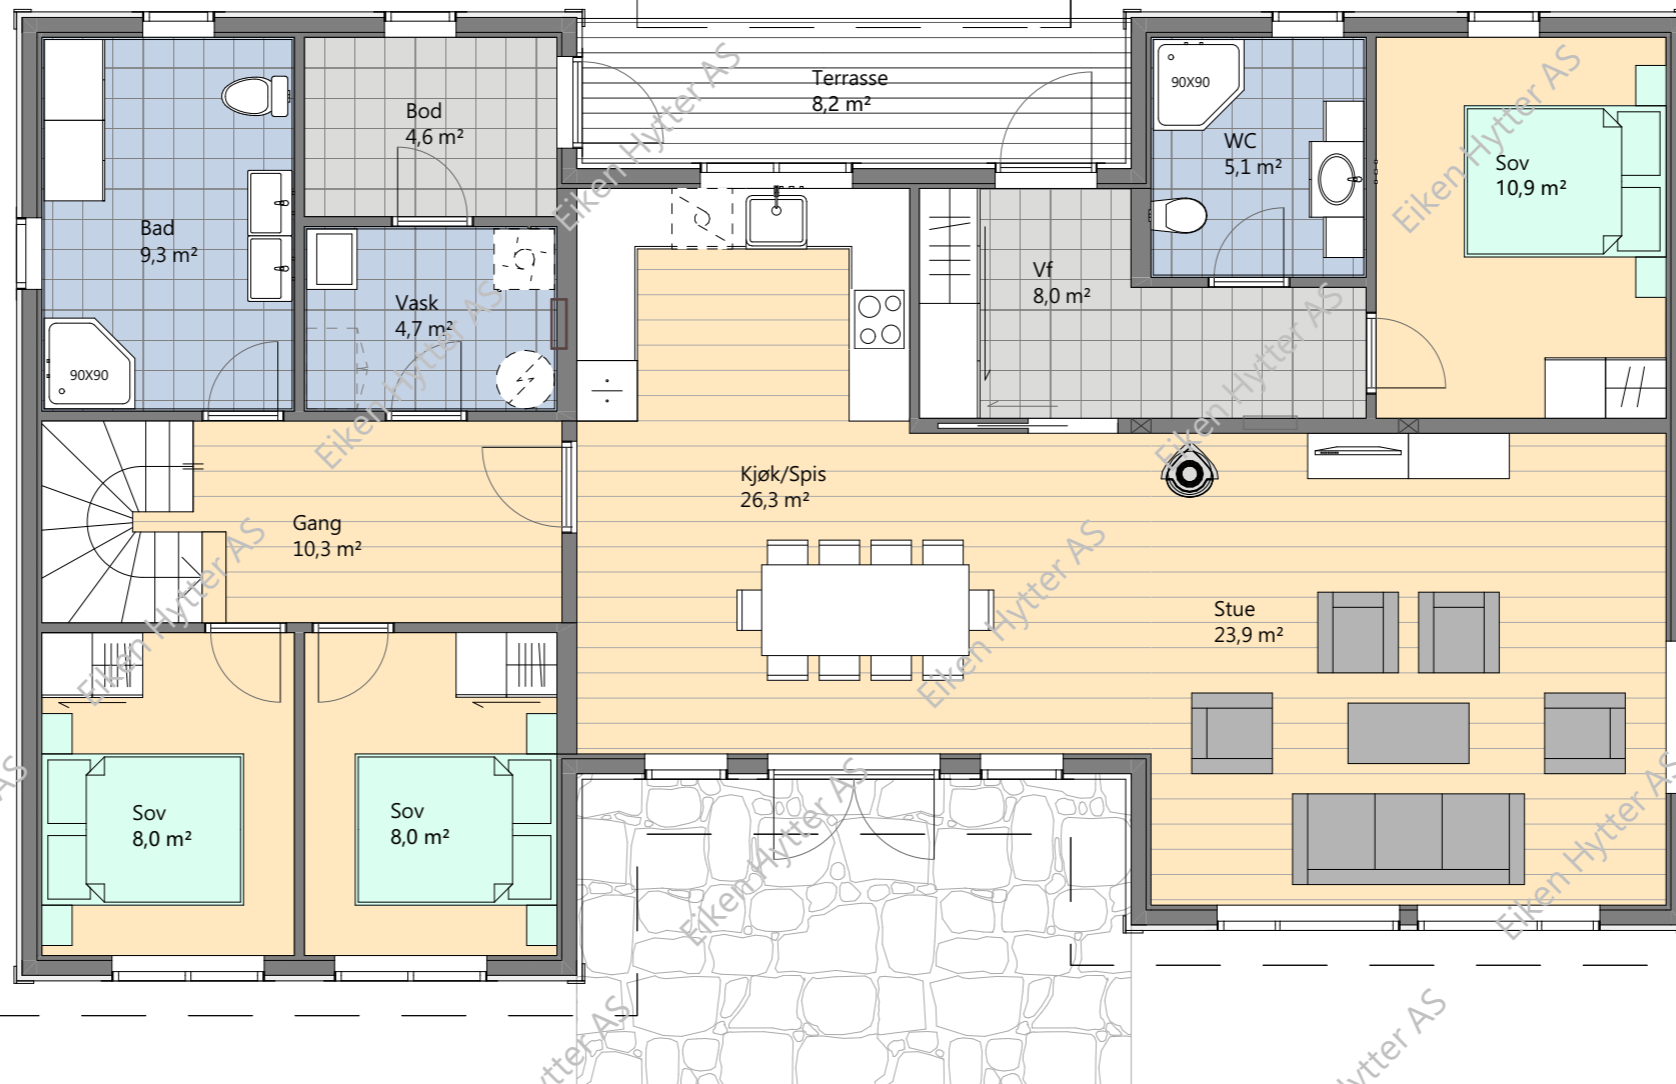 Terrasse
8,2 m²
90X90
Bod
4,6 m²
WC
5,1 m²
Sov
10,9 m²
Bad
9,3 m²
Vf
8,0 m²
Vask
4,7 m²
90X90
Kjøk/Spis
26,3 m²
Gang
10,3 m²
Stue
23,9 m²
Sov
8,0 m²
Sov
8,0 m²
Eiken Hytter AS
Eiken Hytter AS
Eiken Hytter AS
Eiken Hytter AS
Eiken Hytter AS
Eiken Hytter AS
Eiken Hytter AS
AS
Eiken Hytter AS
Eiken Hytter AS
ytter AS
ytter AS